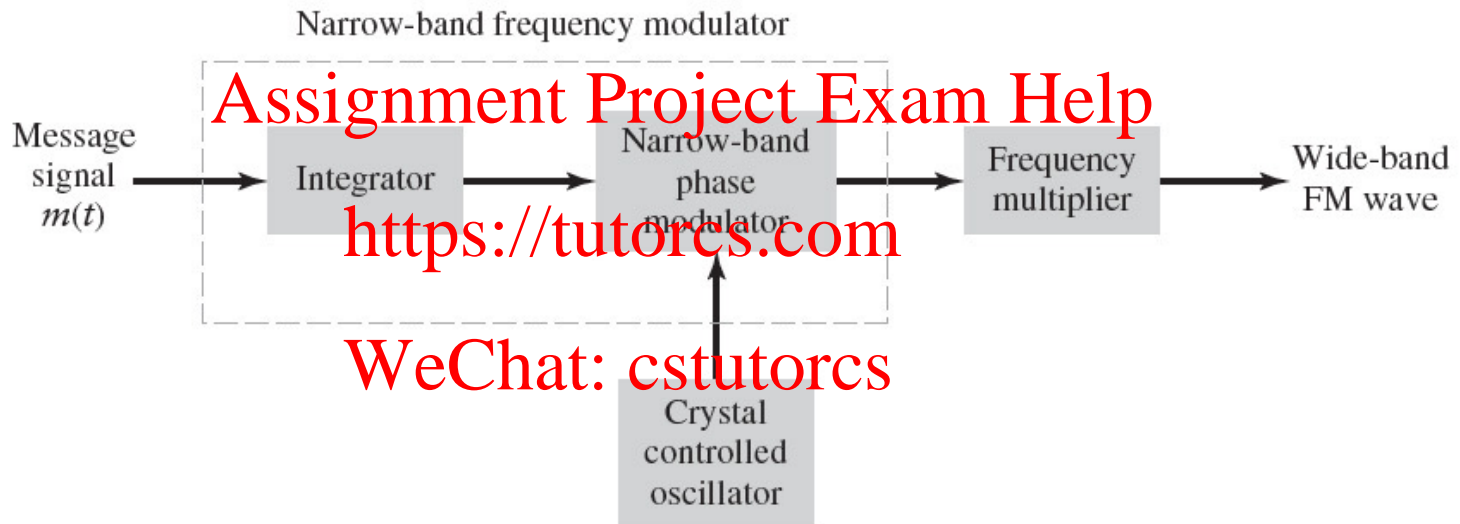 Narrow-band frequency modulator
Assignment Project Exam Help
Message
signal
m(t)
Integrator
Narrow-band
phase
modulator
Frequency
multiplier
Wide-band
FM wave
https://tutorcs.com
WeChat: cstutorcs
Crystal
controlled
oscillator